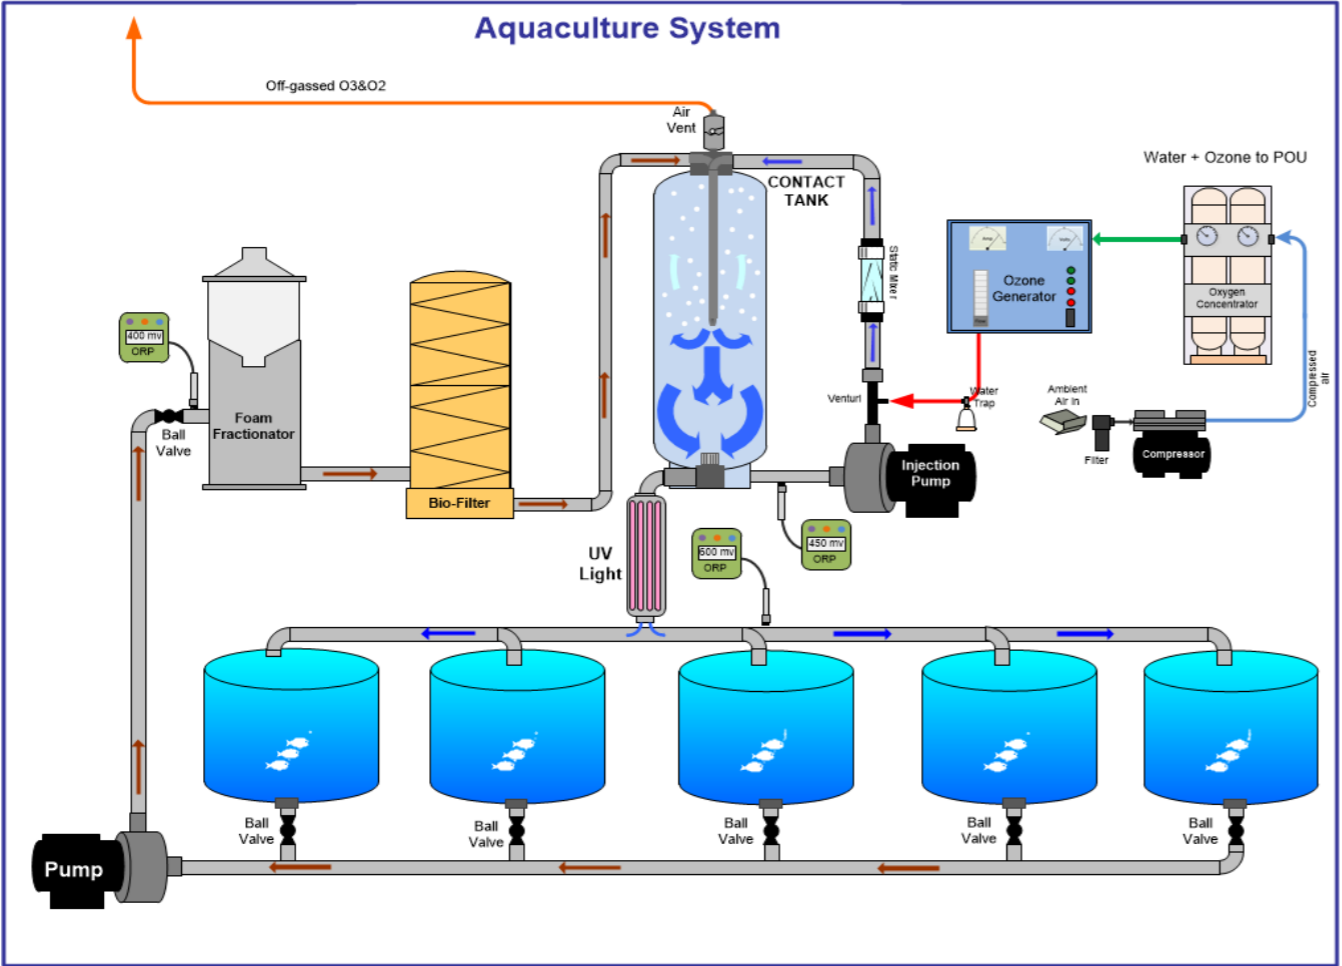 Aquaculture System
Off-gassed O3&O2
Air
Vent
Water + Ozone to POU
CONTACT
TANK
Static Mixer
Ozone
Generator
Oxygen
Concentrator
400 mv
ORP
Ball
Valve
Foam
Fractionator
Bio-Filter
Venturi
Water
Trap
Ambient
Air in
Compressed
air
Filter
Compressor
Injection
Pump
UV
Light
600 mv
ORP
450 mv
ORP
Ball
Valve
Ball
Valve
Ball
Valve
Ball
Valve
Ball
Valve
Pump